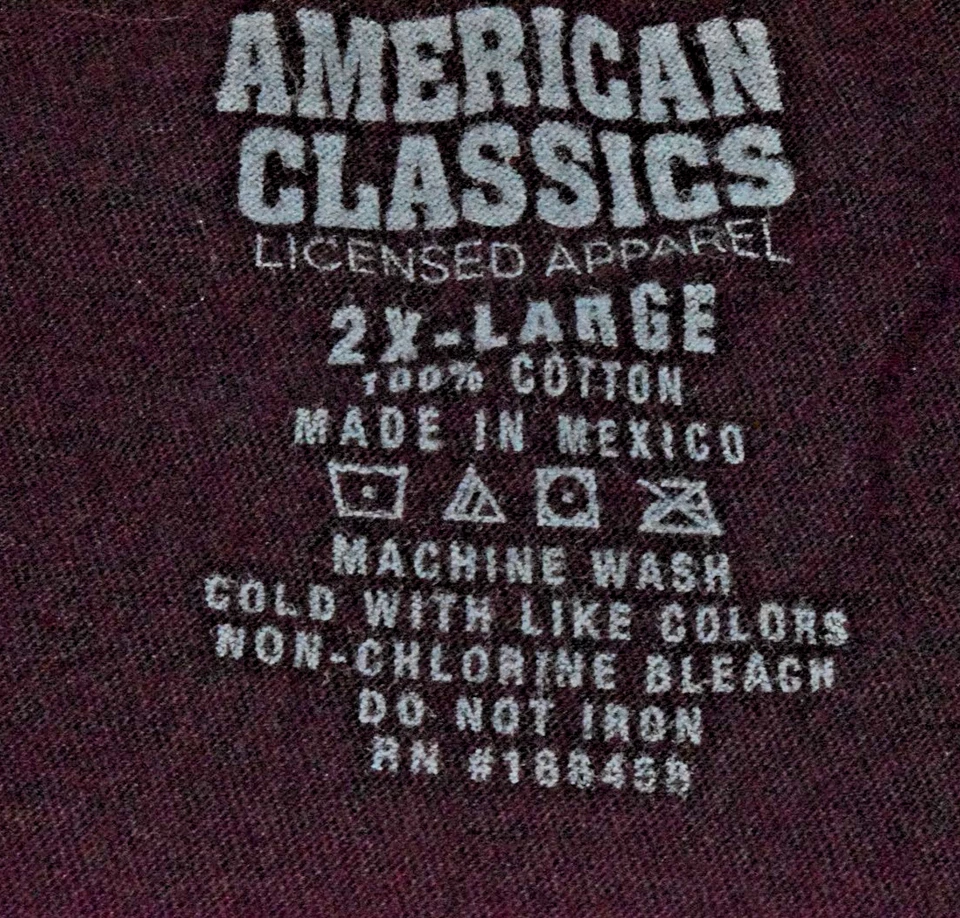 AMERICAN
CLASSICS
LICENSED APPAREL
2X-LARGE
100% COTTON
MADE IN MEXICO
MACHINE WASH
COLD WITH LIKE COLORS
NON-CHLORINE BLEACH
DO NOT IRON
RN